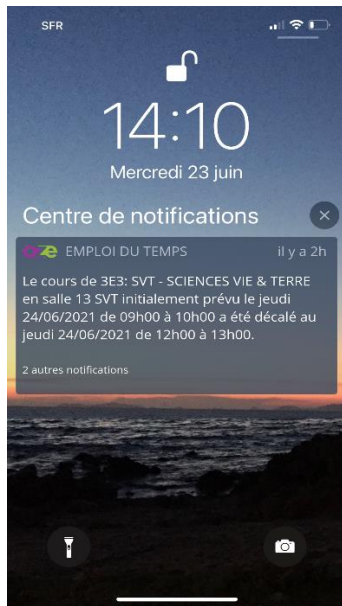 SFR
14:10
Mercredi 23 juin
Centre de notifications
OZE EMPLOI DU TEMPS il y a 2h
Le cours de 3E3: SVT - SCIENCES VIE & TERRE
en salle 13 SVT initialement prévu le jeudi
24/06/2021 de 09h00 à 10h00 a été décalé au
jeudi 24/06/2021 de 12h00 à 13h00.
2 autres notifications